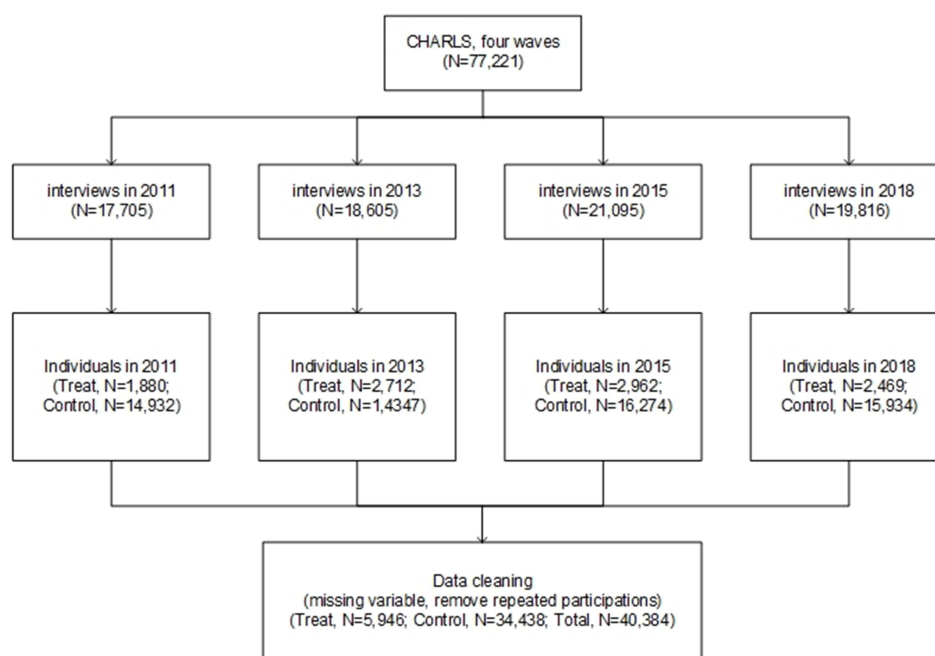 CHARLS, four waves
(N=77,221)
interviews in 2011
(N=17,705)
interviews in 2013
(N=18,605)
interviews in 2015
(N=21,095)
interviews in 2018
(N=19,816)
Individuals in 2011
(Treat, N=1,880;
Control, N=14,932)
Individuals in 2013
(Treat, N=2,712;
Control, N=1,4347)
Individuals in 2015
(Treat, N=2,962;
Control, N=16,274)
Individuals in 2018
(Treat, N=2,469;
Control, N=15,934)
Data cleaning
(missing variable, remove repeated participations)
(Treat, N=5,946; Control, N=34,438; Total, N=40,384)